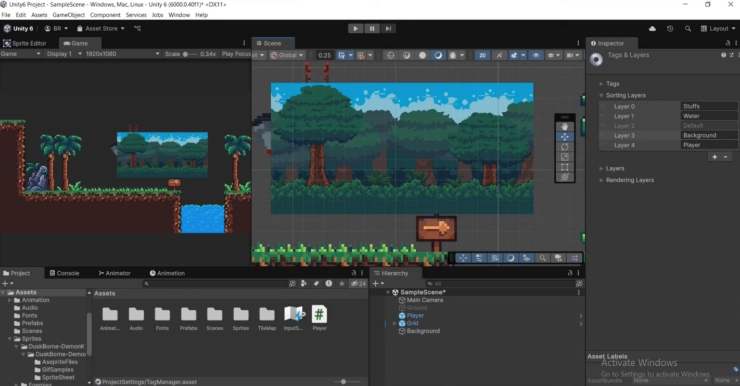 SampleScene - Windows, Mac, Linux - Unity 6 (6000.0.40f1)* <DX11>
File Edit Assets GameObject Component Services Jobs Window Help
Unity 6 Bli Asset Store Layout
Sprite Editor Game Scene Inspector
Game Display 1 1920x1080 Scale 0.34x Play Focus Global 0.25 2D Tags & Layers
Tags
Sorting Layers
Layer 0 Stuffs
Layer 1 Water
Layer 2 Default
Layer 3 Background
Layer 4 Player
Layers
Rendering Layers
Project Console Animator Animation Hierarchy
24 All
Assets Assets SampleScene*
Animation Main Camera
Audio Ground
Fonts Player
Prefabs Grid
Scenes Background
Sprites
DuskBorne-DemonK
DuskBorne-Demo
AsepriteFiles
GifSamples
SpriteSheet
Enemies
Animat... Audio Fonts Prefabs Scenes Sprites TileMap InputS... Player
ProjectSettings/TagManager.asset
Asset Labels
Activate Windows
Go to Settings to activate Windows.
AssetBundle None None